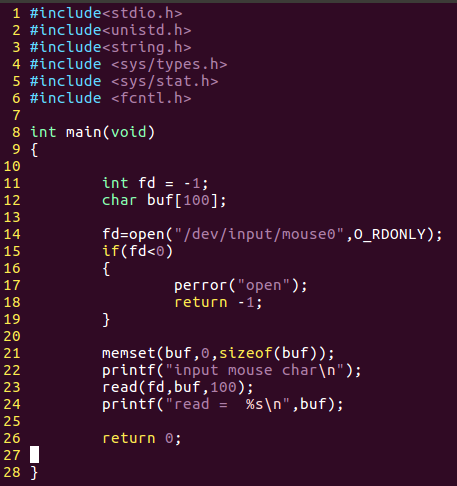 1 #include<stdio.h>
2 #include<unistd.h>
3 #include<string.h>
4 #include <sys/types.h>
5 #include <sys/stat.h>
6 #include <fcntl.h>
7
8 int main(void)
9 {
10
11         int fd = -1;
12         char buf[100];
13
14         fd=open("/dev/input/mouse0",O_RDONLY);
15         if(fd<0)
16         {
17                 perror("open");
18                 return -1;
19         }
20
21         memset(buf,0,sizeof(buf));
22         printf("input mouse char\n");
23         read(fd,buf,100);
24         printf("read =  %s\n",buf);
25
26         return 0;
27
28 }